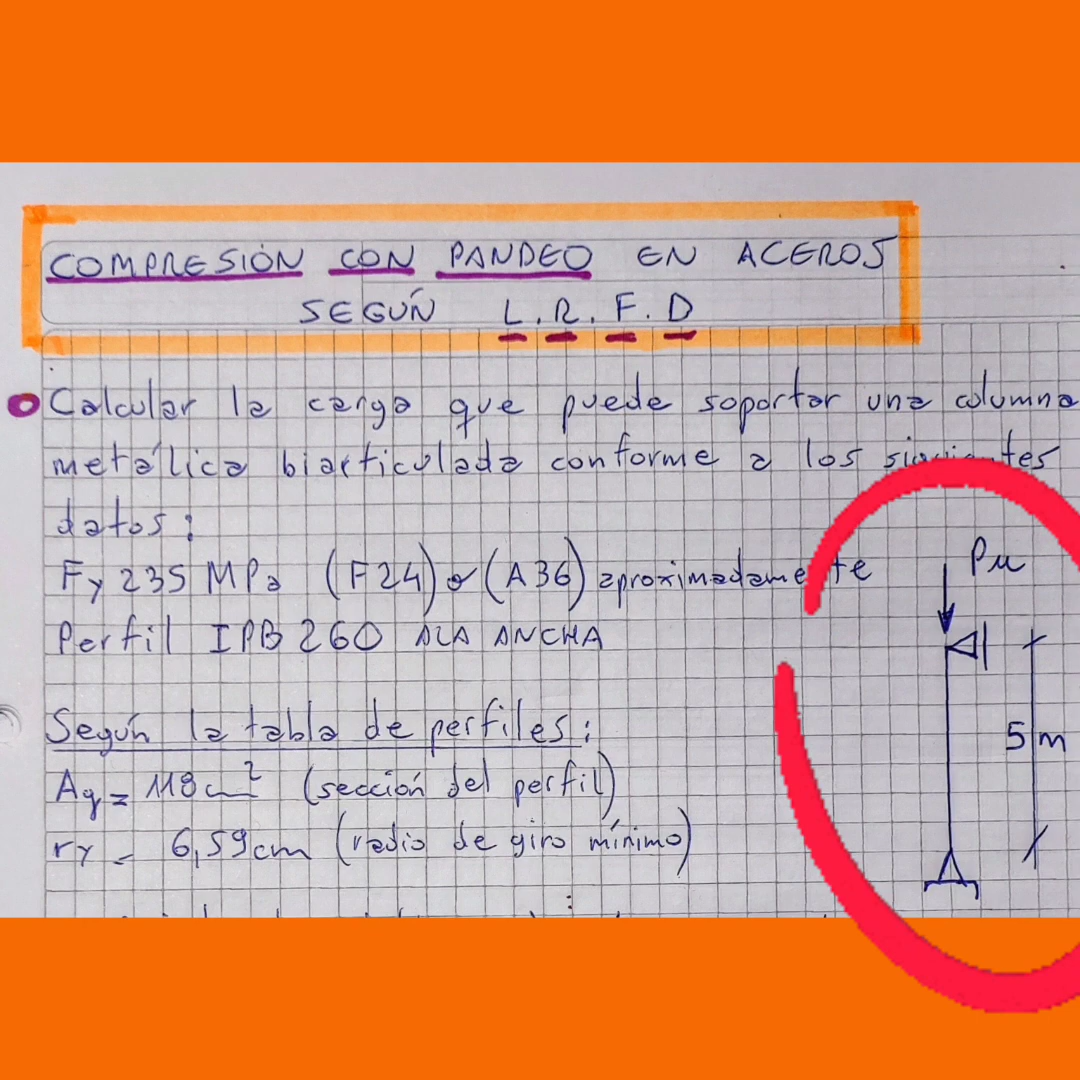 COMPRESIÓN CON PANDEO EN ACEROS
SEGÚN L.R.F.D
Calcular la carga que puede soportar una columna
metálica biarticulada conforme a los siguientes
datos:
Fy 235 MPa (F24) o (A36) aproximadamente
Perfil IPB 260 ALA ANCHA
Pu
5 m
Según la tabla de perfiles:
Ag = 118 cm² (sección del perfil)
ry = 6,59cm (radio de giro mínimo)